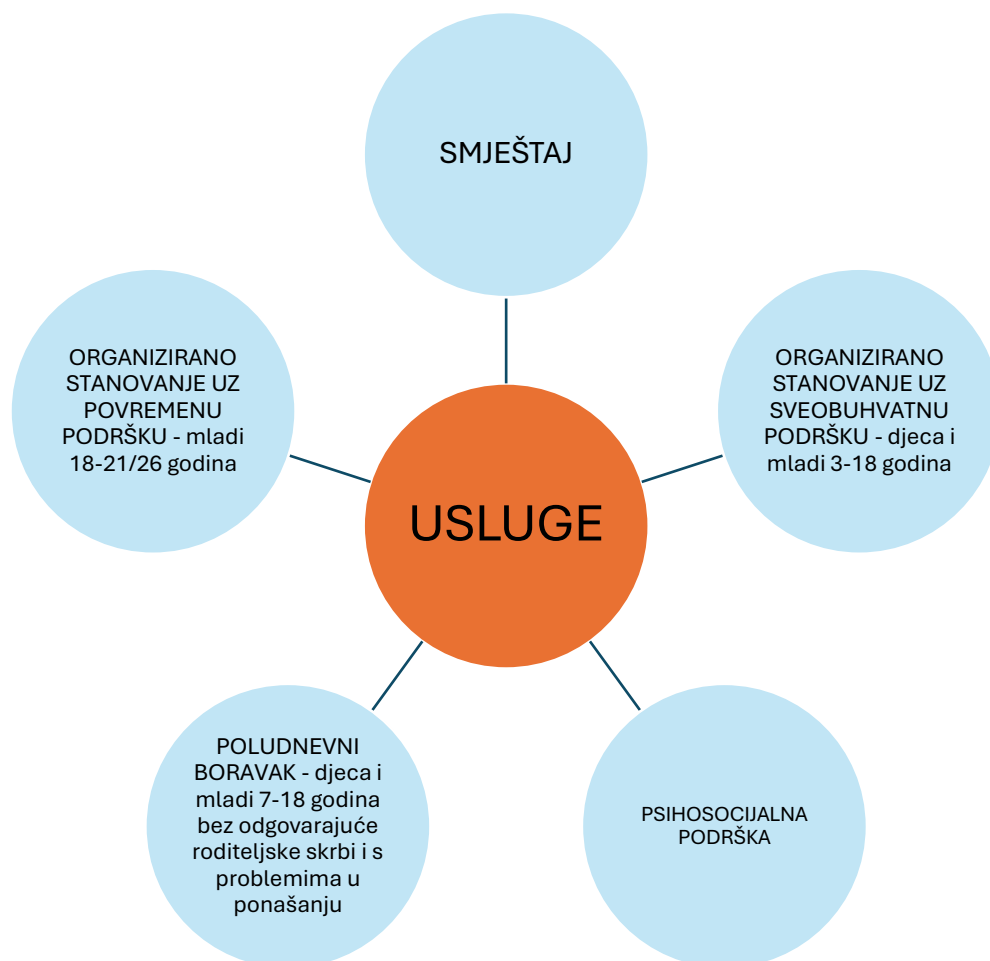 SMJEŠTAJ
ORGANIZIRANO
STANOVANJE UZ
POVREMENU
PODRŠKU - mladi
18-21/26 godina
ORGANIZIRANO
STANOVANJE UZ
SVEOBUHVATNU
PODRŠKU - djeca i
mladi 3-18 godina
USLUGE
POLUDNEVNI
BORAVAK - djeca i
mladi 7-18 godina
bez odgovarajuće
roditeljske skrbi i s
problemima u
ponašanju
PSIHOSOCIJALNA
PODRŠKA